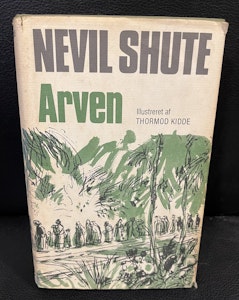 NEVIL SHUTE
Arven
Illustreret af
THORMOD KIDDE